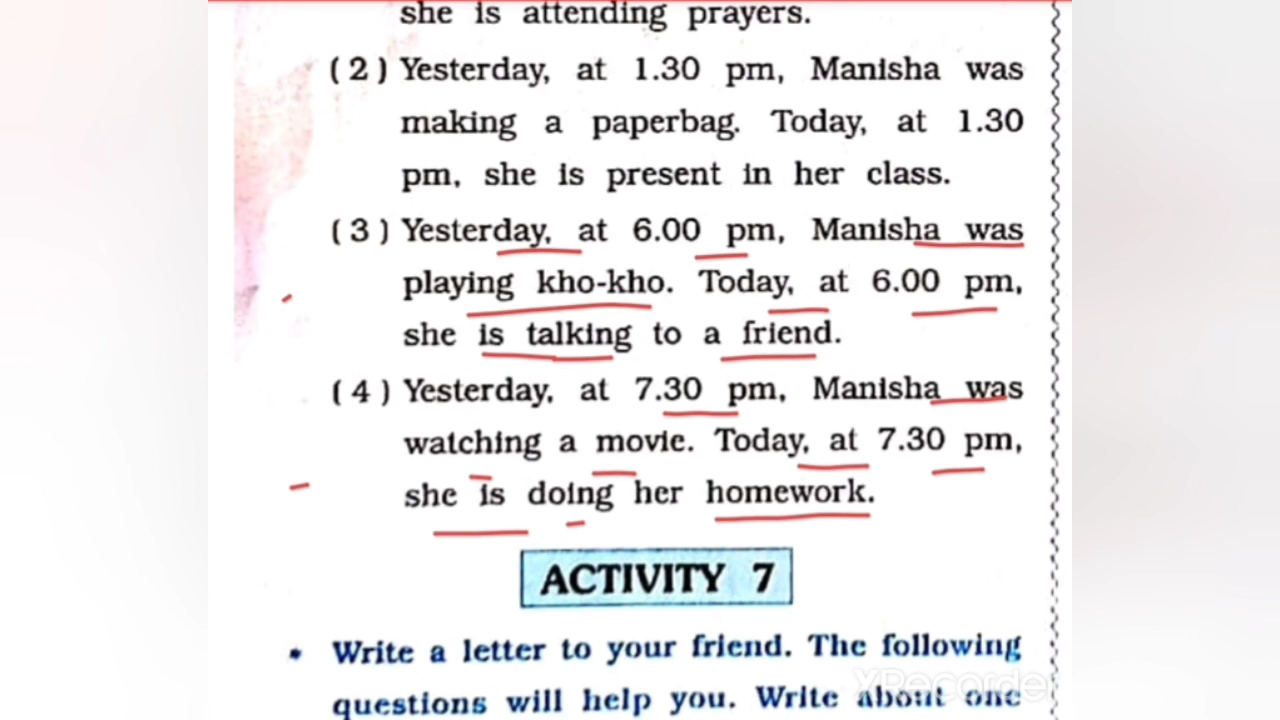 she is attending prayers.
(2) Yesterday, at 1.30 pm, Manisha was
making a paperbag. Today, at 1.30
pm, she is present in her class.
(3) Yesterday, at 6.00 pm, Manisha was
playing kho-kho. Today, at 6.00 pm,
she is talking to a friend.
(4) Yesterday, at 7.30 pm, Manisha was
watching a movie. Today, at 7.30 pm,
she is doing her homework.
ACTIVITY 7
• Write a letter to your friend. The following
questions will help you. Write about one
XRecorder